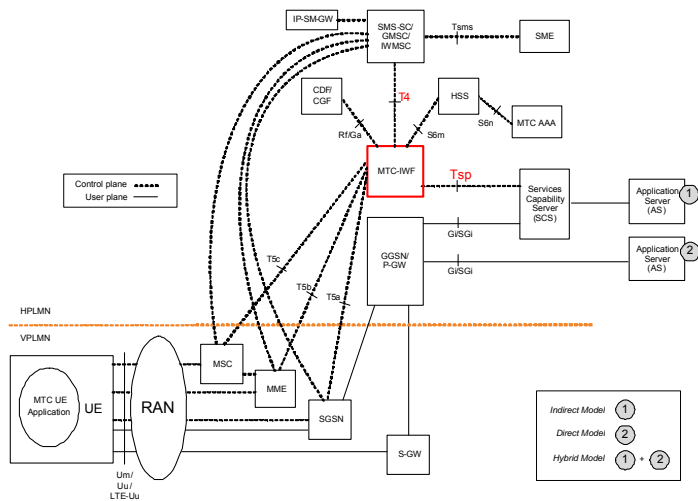 IP-SM-GW
SMS-SC/
GMSC/
IWMSC
Tsms
SME
CDF/
CGF
T4
HSS
Rf/Ga
S6m
S6n
MTC AAA
MTC-IWF
Tsp
Control plane
User plane
Services
Capability
Server
(SCS)
Application
Server
(AS)
1
Gi/SGi
GGSN/
P-GW
Gi/SGi
Application
Server
(AS)
2
T5c
T5b
T5a
HPLMN
VPLMN
MSC
MME
SGSN
S-GW
MTC UE
Application
UE
RAN
Um/
Uu /
LTE-Uu
Indirect Model 1
Direct Model 2
Hybrid Model 1 + 2